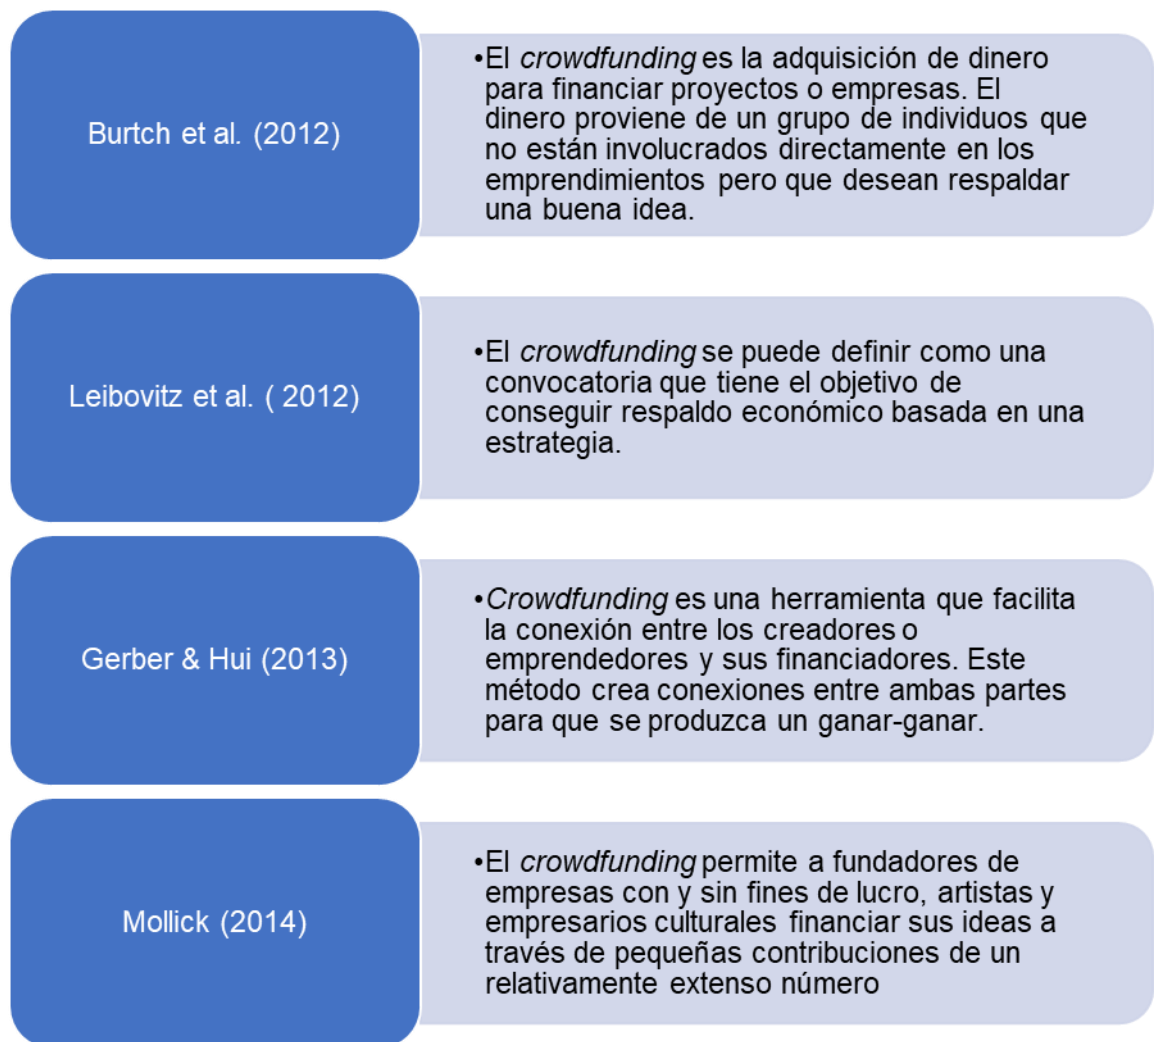 Burtch et al. (2012)
•El crowdfunding es la adquisición de dinero
para financiar proyectos o empresas. El
dinero proviene de un grupo de individuos que
no están involucrados directamente en los
emprendimientos pero que desean respaldar
una buena idea.
Leibovitz et al. ( 2012)
•El crowdfunding se puede definir como una
convocatoria que tiene el objetivo de
conseguir respaldo económico basada en una
estrategia.
Gerber & Hui (2013)
•Crowdfunding es una herramienta que facilita
la conexión entre los creadores o
emprendedores y sus financiadores. Este
método crea conexiones entre ambas partes
para que se produzca un ganar-ganar.
Mollick (2014)
•El crowdfunding permite a fundadores de
empresas con y sin fines de lucro, artistas y
empresarios culturales financiar sus ideas a
través de pequeñas contribuciones de un
relativamente extenso número